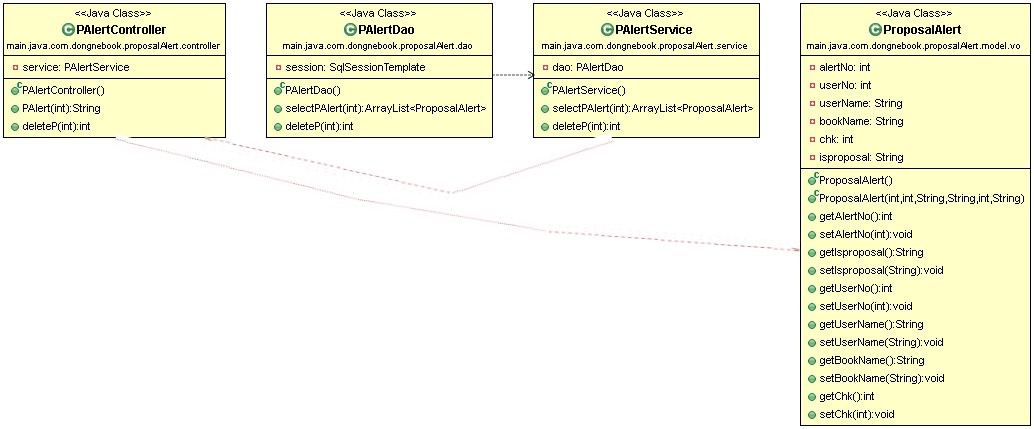 <<Java Class>>
PAlertController
main.java.com.dongnebook.proposalAlert.controller
service: PAlertService
PAlertController()
PAlert(int):String
deleteP(int):int
<<Java Class>>
PAlertDao
main.java.com.dongnebook.proposalAlert.dao
session: SqlSessionTemplate
PAlertDao()
selectPAlert(int):ArrayList<ProposalAlert>
deleteP(int):int
<<Java Class>>
PAlertService
main.java.com.dongnebook.proposalAlert.service
dao: PAlertDao
PAlertService()
selectPAlert(int):ArrayList<ProposalAlert>
deleteP(int):int
<<Java Class>>
ProposalAlert
main.java.com.dongnebook.proposalAlert.model.vo
alertNo: int
userNo: int
userName: String
bookName: String
chk: int
isproposal: String
ProposalAlert()
ProposalAlert(int,int,String,String,int,String)
getAlertNo():int
setAlertNo(int):void
getIsproposal():String
setIsproposal(String):void
getUserNo():int
setUserNo(int):void
getUserName():String
setUserName(String):void
getBookName():String
setBookName(String):void
getChk():int
setChk(int):void